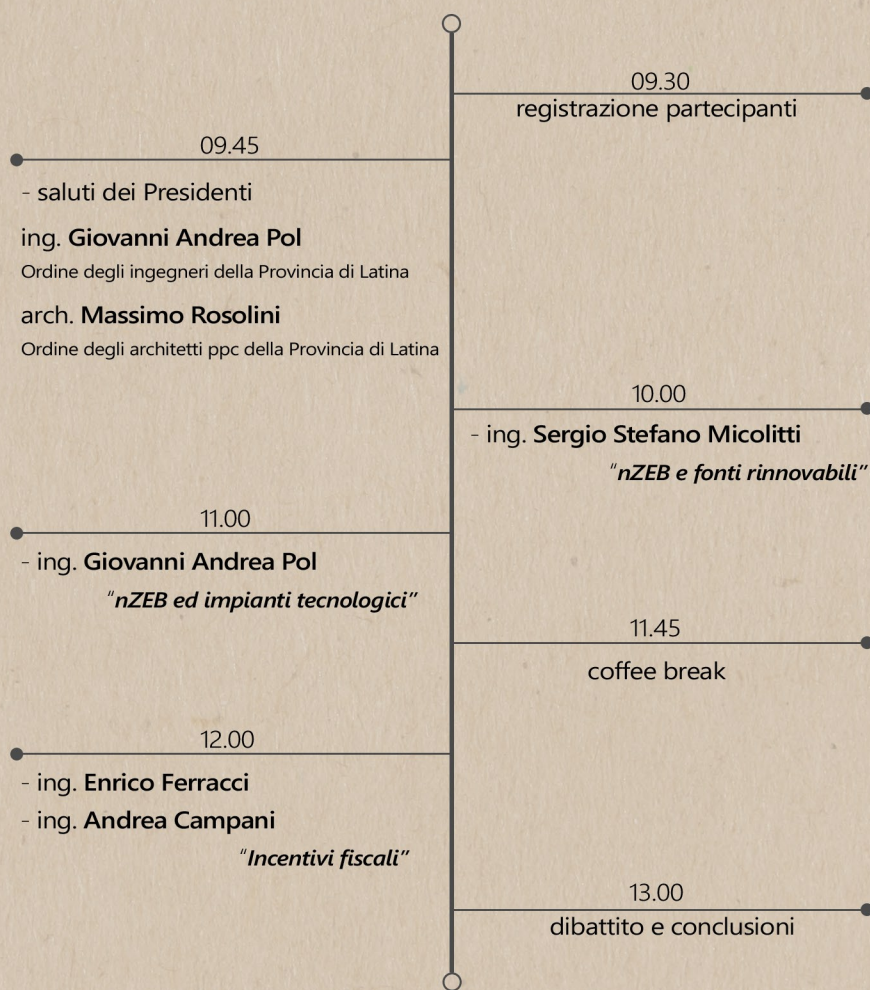 09.30
registrazione partecipanti
09.45
- saluti dei Presidenti
ing. Giovanni Andrea Pol
Ordine degli ingegneri della Provincia di Latina
arch. Massimo Rosolini
Ordine degli architetti ppc della Provincia di Latina
10.00
- ing. Sergio Stefano Micolitti
“nZEB e fonti rinnovabili”
11.00
- ing. Giovanni Andrea Pol
“nZEB ed impianti tecnologici”
11.45
coffee break
12.00
- ing. Enrico Ferracci
- ing. Andrea Campani
“Incentivi fiscali”
13.00
dibattito e conclusioni